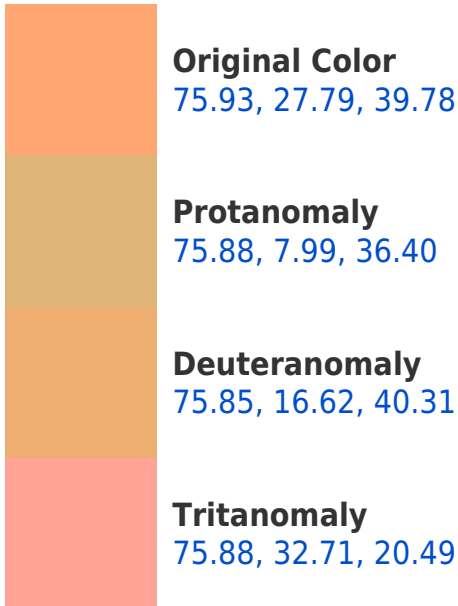 Original Color
75.93, 27.79, 39.78
Protanomaly
75.88, 7.99, 36.40
Deuteranomaly
75.85, 16.62, 40.31
Tritanomaly
75.88, 32.71, 20.49